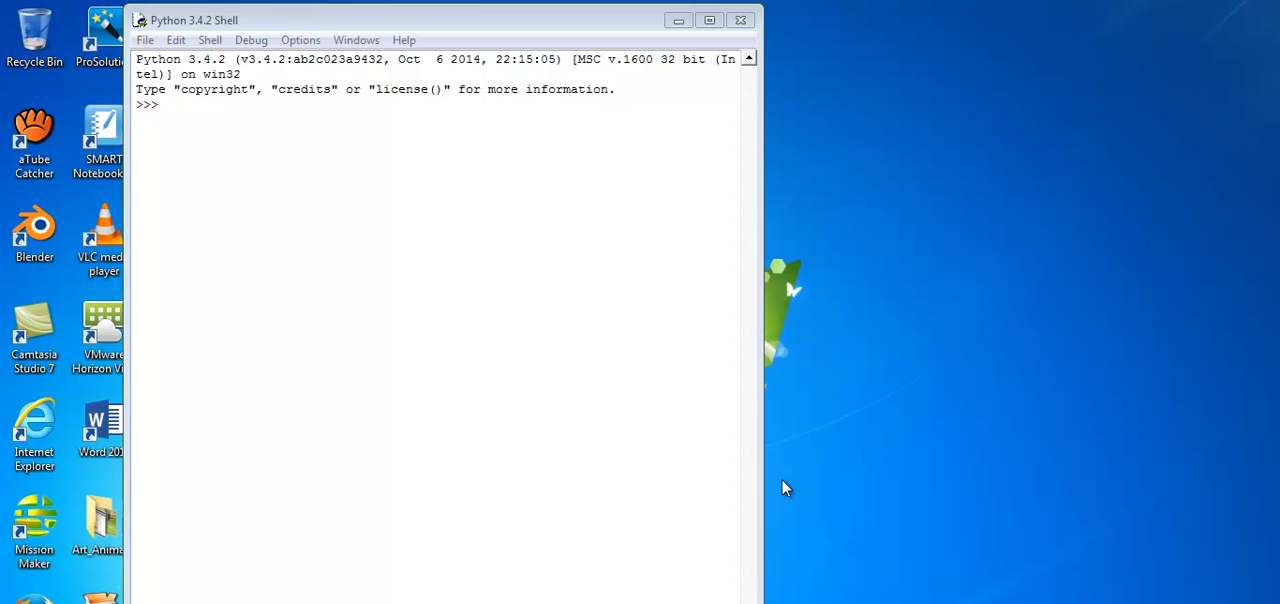 Python 3.4.2 Shell
File Edit Shell Debug Options Windows Help
Python 3.4.2 (v3.4.2:ab2c023a9432, Oct  6 2014, 22:15:05) [MSC v.1600 32 bit (In
tel)] on win32
Type "copyright", "credits" or "license()" for more information.
>>>
Recycle Bin
ProSoluti
aTube
Catcher
SMART
Notebook
Blender
VLC med
player
Camtasia
Studio 7
VMware
Horizon Vi
Internet
Explorer
W
Word 201
Mission
Maker
Art_Anima